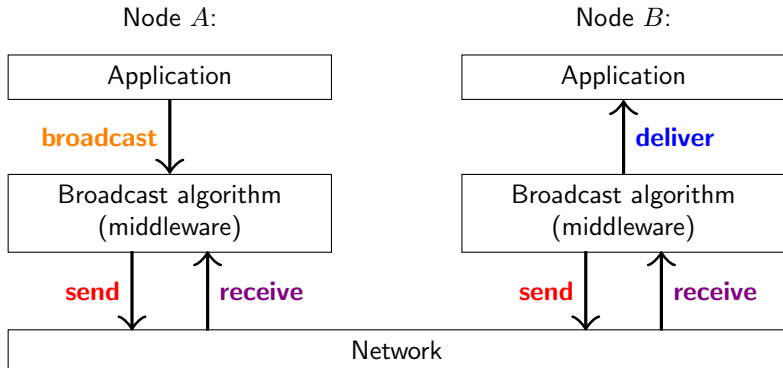 Node A:
Node B:
Application
Application
broadcast
deliver
Broadcast algorithm
(middleware)
Broadcast algorithm
(middleware)
send
receive
send
receive
Network